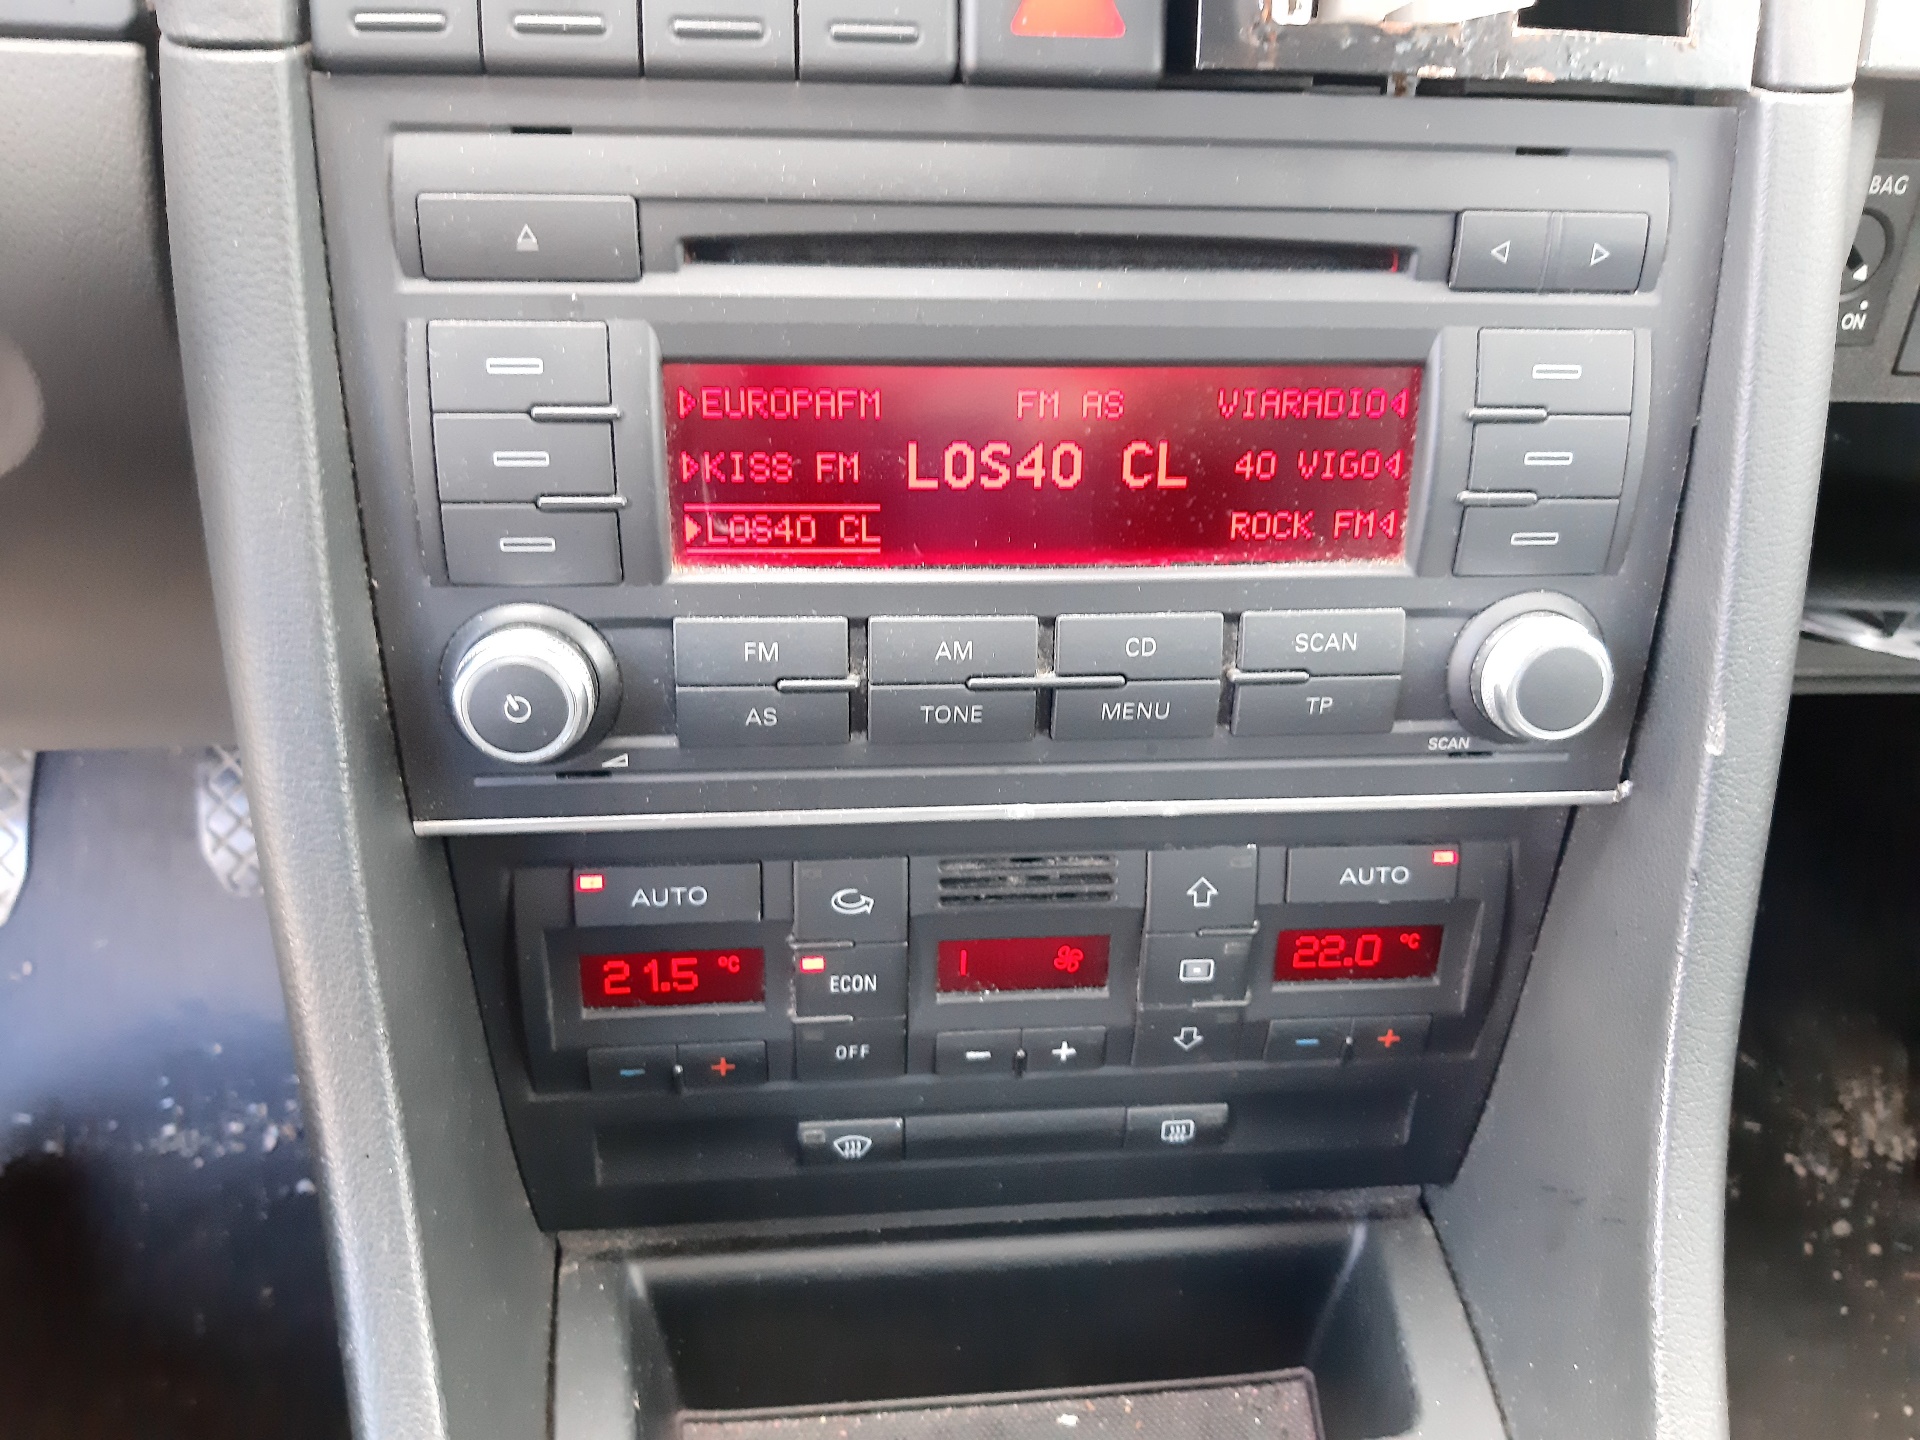 BAG
ON
EUROPAFM FM AS VIARADIO
KISS FM LOS40 CL 40 VIGO
LOS40 CL ROCK FM
FM AM CD SCAN
AS TONE MENU TP
SCAN
AUTO AUTO
21.5 °C ECON 1 22.0 °C
OFF